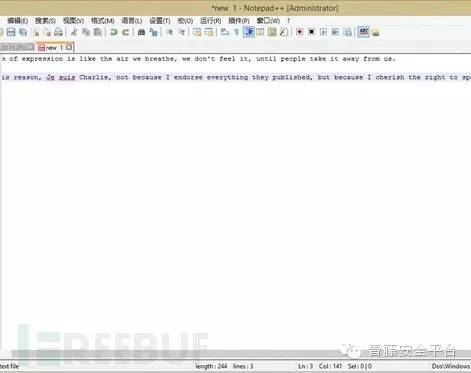 *new 1 - Notepad++ [Administrator]
编辑(E) 搜索(S) 视图(V) 格式(M) 语言(L) 设置(T) 宏(O) 运行(R) 插件(P) 窗口(W) ?
new 1
n of expression is like the air we breathe, we don't feel it, until people take it away from us.
is reason, Je suis Charlie, not because I endorse everything they published, but because I cherish the right to spe
REEBUF
青藤安全平台
text file length : 244 lines : 3 Ln : 3 Col : 141 Sel : 0 | 0 Dos\Windows